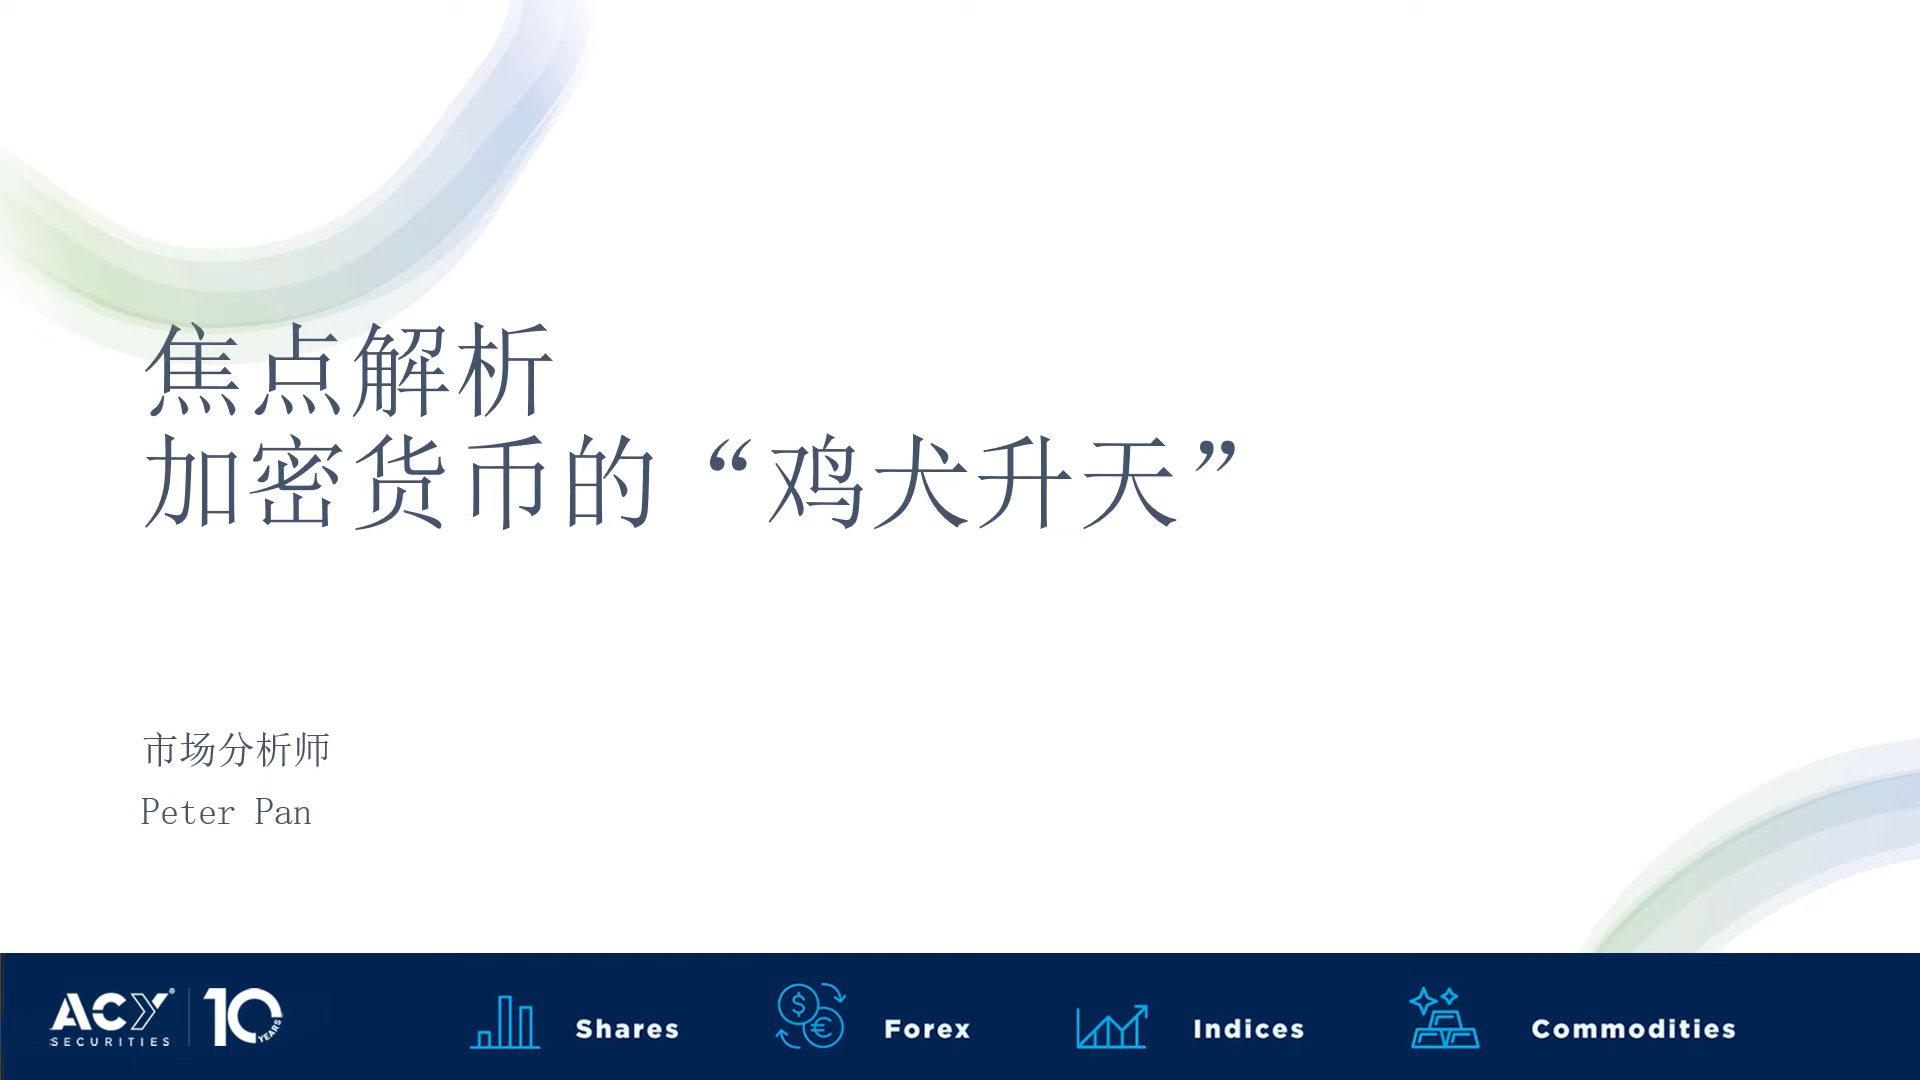 焦点解析
加密货币的“鸡犬升天”
市场分析师
Peter Pan
ACY® 10
SECURITIES YEARS
Shares
Forex
Indices
Commodities